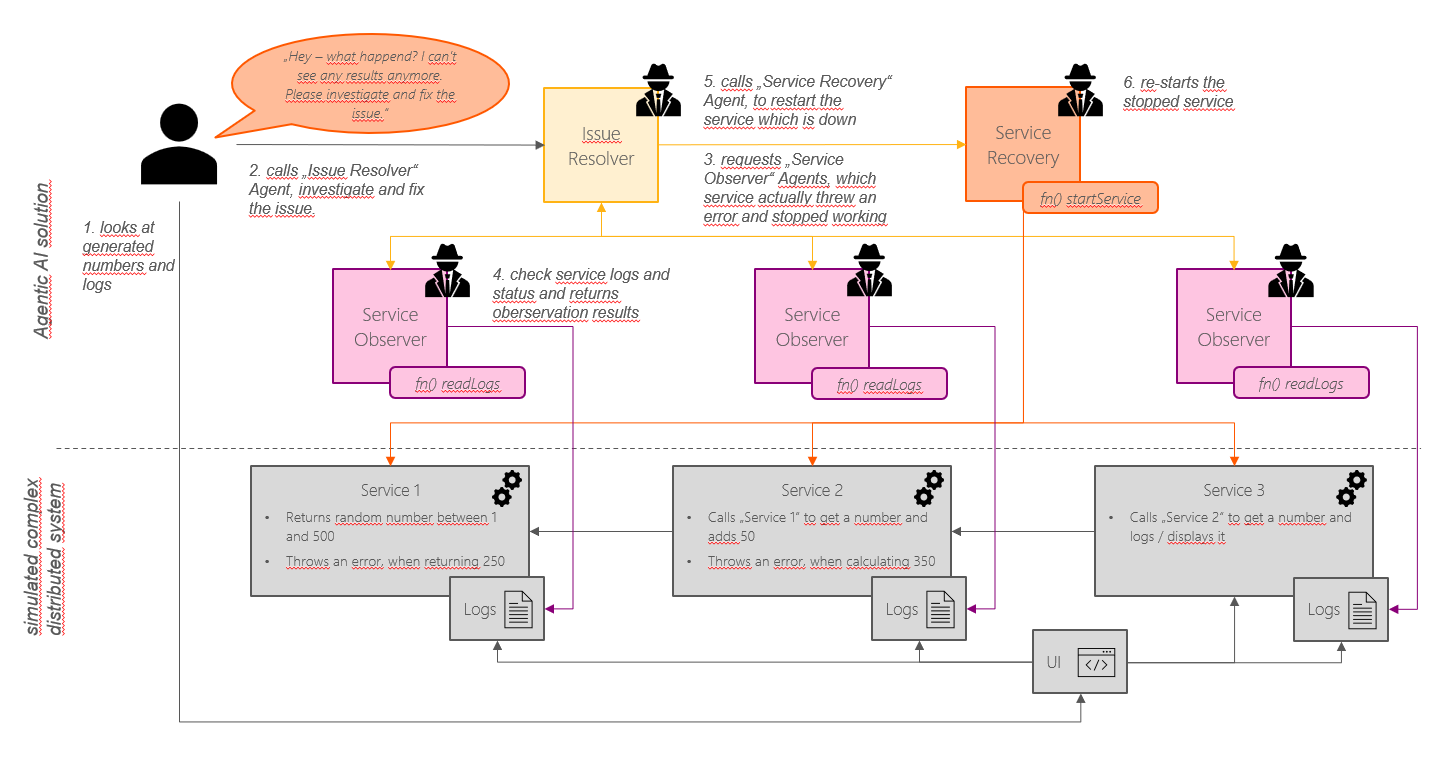 „Hey – what happend? I can't
see any results anymore.
Please investigate and fix the
issue.“
Issue
Resolver
5. calls „Service Recovery“
Agent, to restart the
service which is down
Service
Recovery
fn() startService
6. re-starts the
stopped service
2. calls „Issue Resolver“
Agent, investigate and fix
the issue.
3. requests „Service
Observer“ Agents, which
service actually threw an
error and stopped working
Agentic AI solution
1. looks at
generated
numbers and
logs
Service
Observer
fn() readLogs
4. check service logs and
status and returns
oberservation results
Service
Observer
fn() readLogs
Service
Observer
fn() readLogs
simulated complex
distributed system
Service 1
• Returns random number between 1
and 500
• Throws an error, when returning 250
Logs
Service 2
• Calls „Service 1“ to get a number and
adds 50
• Throws an error, when calculating 350
Logs
Service 3
• Calls „Service 2“ to get a number and
logs / displays it
Logs
UI